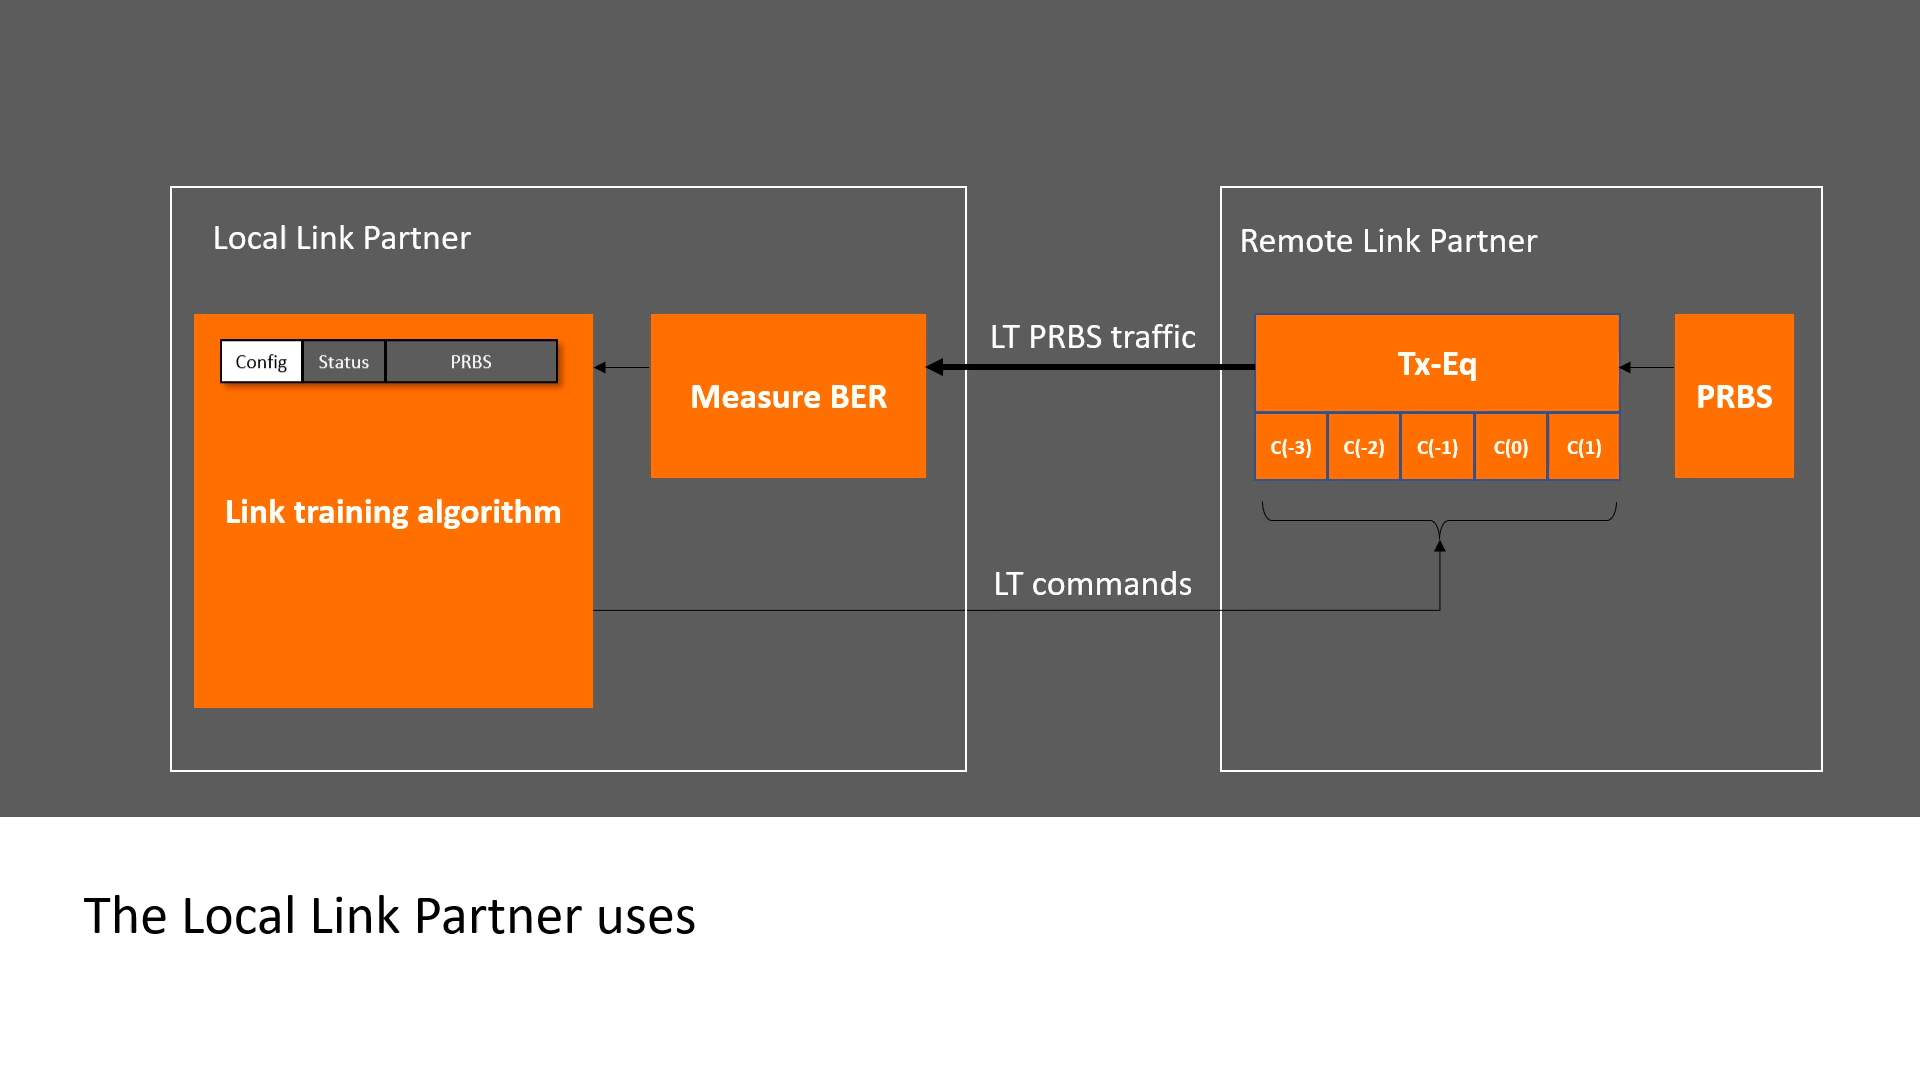 Local Link Partner
Remote Link Partner
Config Status PRBS
Link training algorithm
Measure BER
LT PRBS traffic
Tx-Eq
C(-3) C(-2) C(-1) C(0) C(1)
PRBS
LT commands
The Local Link Partner uses